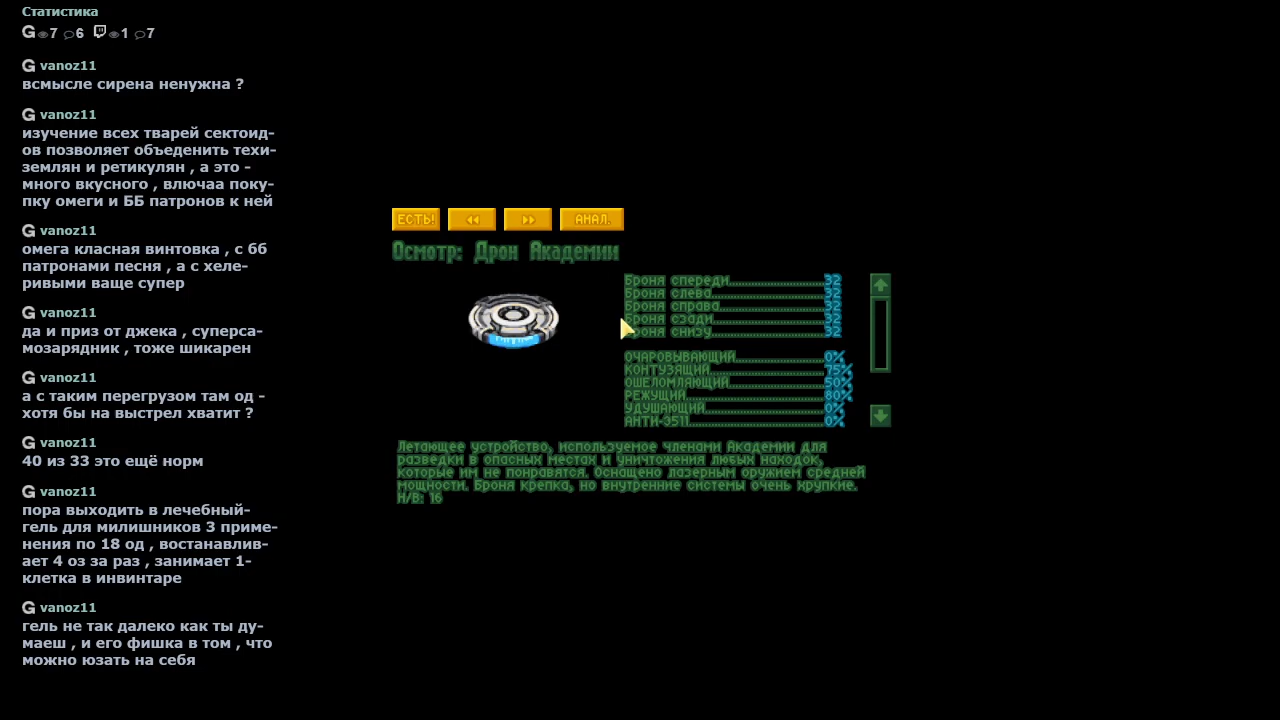 Статистика
G 7 6 1 7
G vanoz11
всмысле сирена ненужна ?
G vanoz11
изучение всех тварей сектоид-
ов позволяет объеденить техи-
землян и ретикулян , а это -
много вкусного , влючаа поку-
пку омеги и ББ патронов к ней
G vanoz11
омега класная винтовка , с бб
патронами песня , а с хеле-
ривыми ваще супер
G vanoz11
да и приз от джека , суперса-
мозарядник , тоже шикарен
G vanoz11
а с таким перегрузом там од -
хотя бы на выстрел хватит ?
G vanoz11
40 из 33 это ещё норм
G vanoz11
пора выходить в лечебный-
гель для милишников 3 приме-
нения по 18 од , востанавлив-
ает 4 оз за раз , занимает 1-
клетка в инвинтаре
G vanoz11
гель не так далеко как ты ду-
маеш , и его фишка в том , что
можно юзать на себя
ЕСТЬ! АНАЛ.
Осмотр: Дрон Академии
Броня спереди 32
Броня слева 32
Броня справа 32
Броня сзади 32
Броня снизу 32
ОЧАРОВЫВАЮЩИЙ 0%
КОНТУЗЯЩИЙ 75%
ОШЕЛОМЛЯЮЩИЙ 50%
РЕЖУЩИЙ 80%
УДУШАЮЩИЙ 0%
АНТИ-Э511 0%
Летающее устройство, используемое членами Академии для
разведки в опасных местах и уничтожения любых находок,
которые им не понравятся. Оснащено лазерным оружием средней
мощности. Броня крепка, но внутренние системы очень хрупкие.
Н/В: 16